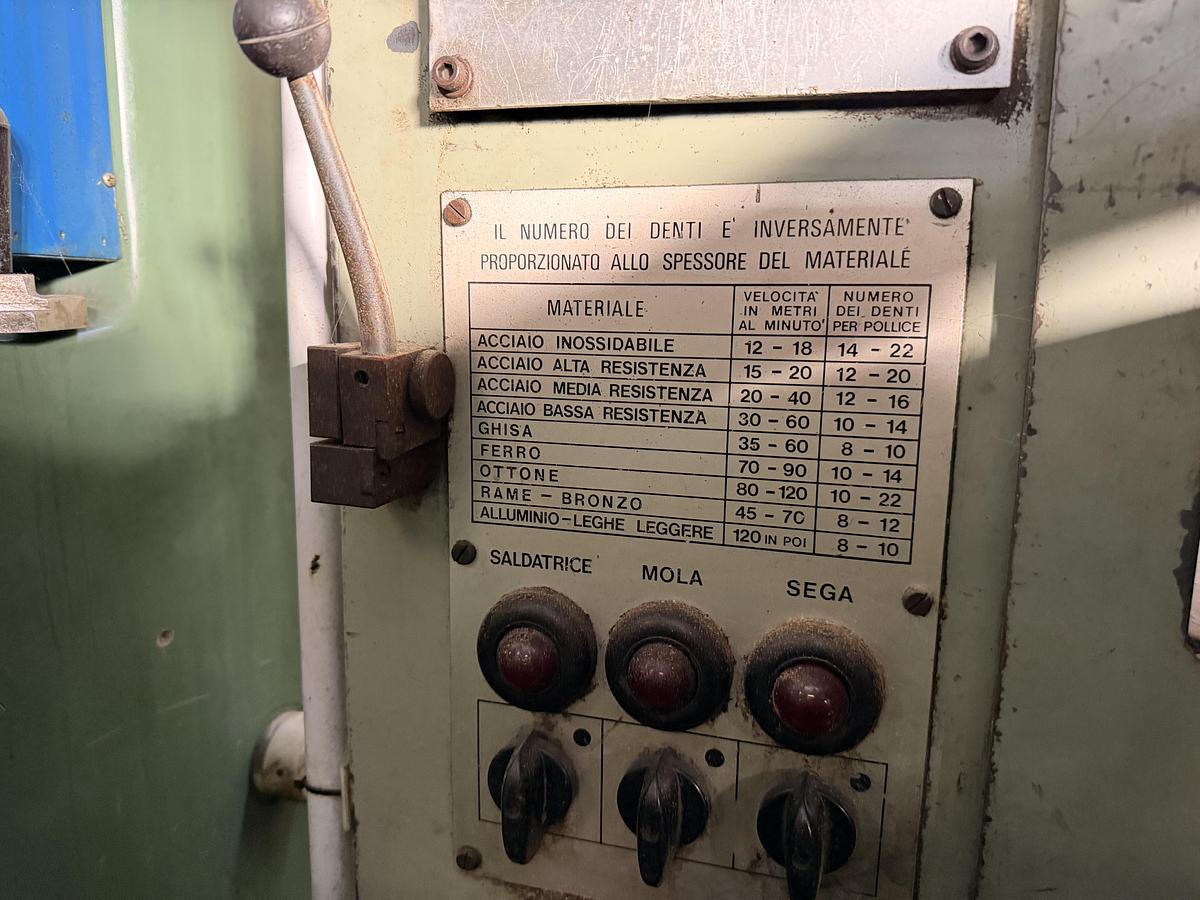 IL NUMERO DEI DENTI E' INVERSAMENTE
PROPORZIONATO ALLO SPESSORE DEL MATERIALE
MATERIALE
VELOCITA'
IN METRI
AL MINUTO
NUMERO
DEI DENTI
PER POLLICE
ACCIAIO INOSSIDABILE 12 - 18 14 - 22
ACCIAIO ALTA RESISTENZA 15 - 20 12 - 20
ACCIAIO MEDIA RESISTENZA 20 - 40 12 - 16
ACCIAIO BASSA RESISTENZA 30 - 60 10 - 14
GHISA 35 - 60 8 - 10
FERRO 70 - 90 10 - 14
OTTONE 80 - 120 10 - 22
RAME - BRONZO 45 - 70 8 - 12
ALLUMINIO-LEGHE LEGGERE 120 IN POI 8 - 10
SALDATRICE MOLA SEGA